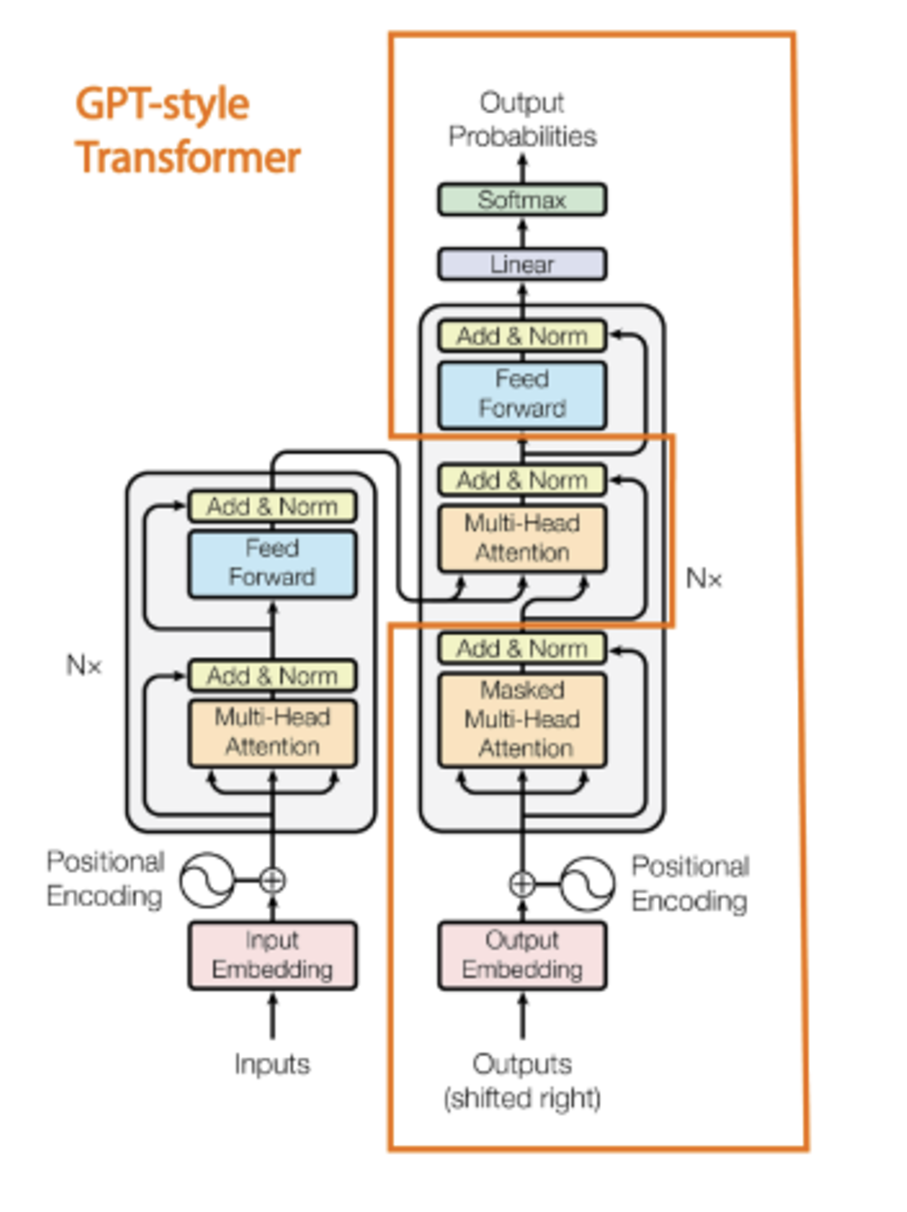 GPT-style
Transformer
Output
Probabilities
Softmax
Linear
Add & Norm
Feed
Forward
Add & Norm
Multi-Head
Attention
Nx
Add & Norm
Masked
Multi-Head
Attention
Positional
Encoding
Output
Embedding
Outputs
(shifted right)
Add & Norm
Feed
Forward
Nx
Add & Norm
Multi-Head
Attention
Positional
Encoding
Input
Embedding
Inputs